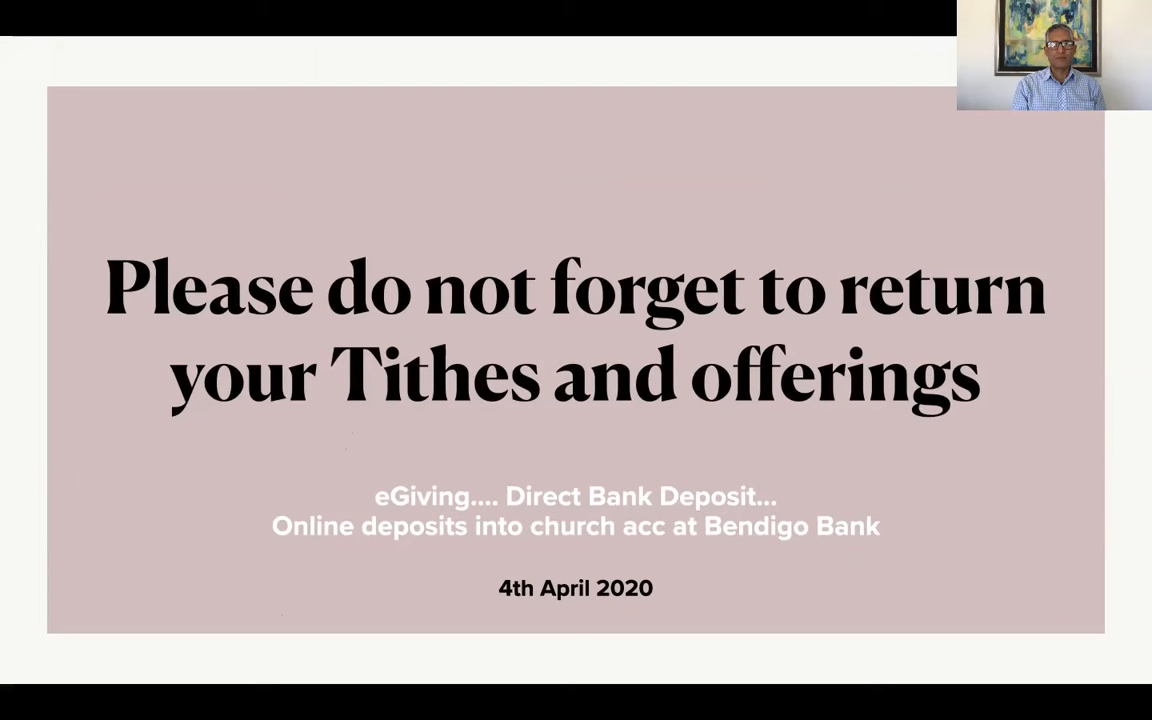 Please do not forget to return
your Tithes and offerings
eGiving.... Direct Bank Deposit...
Online deposits into church acc at Bendigo Bank
4th April 2020